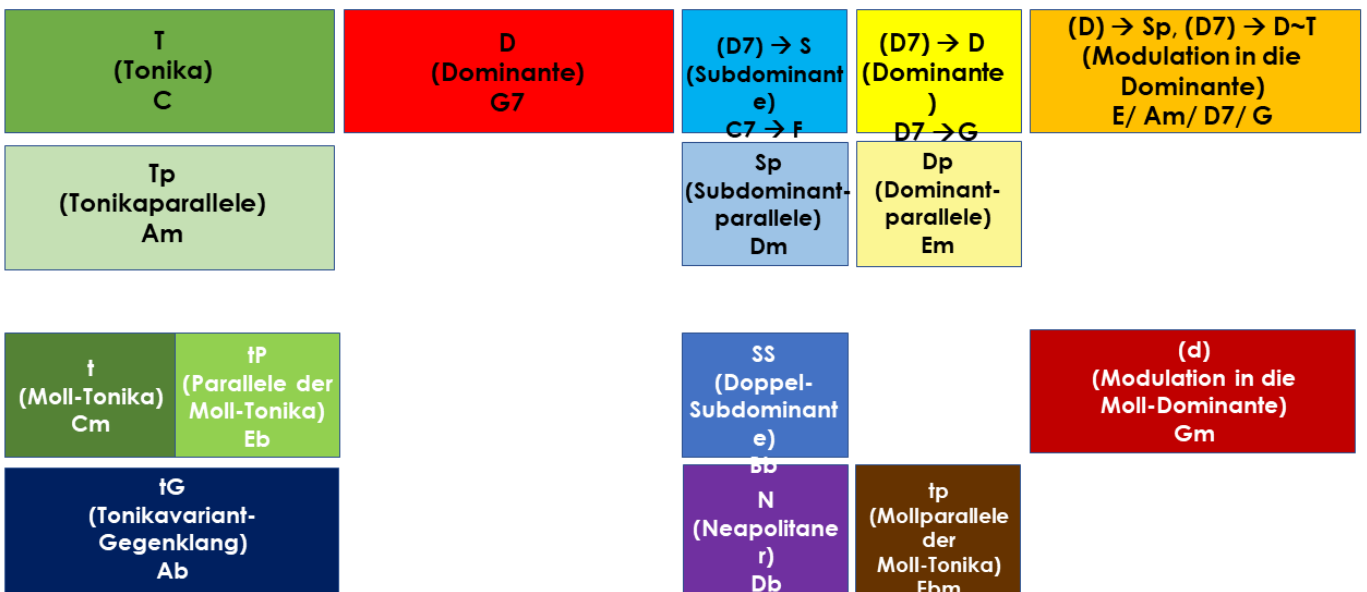 T
(Tonika)
C
D
(Dominante)
G7
(D7) → S
(Subdominant
e)
C7 → F
(D7) → D
(Dominante
)
D7 →G
(D) → Sp, (D7) → D~T
(Modulation in die
Dominante)
E/ Am/ D7/ G
Tp
(Tonikaparallele)
Am
Sp
(Subdominant-
parallele)
Dm
Dp
(Dominant-
parallele)
Em
t
(Moll-Tonika)
Cm
tP
(Parallele der
Moll-Tonika)
Eb
SS
(Doppel-
Subdominant
e)
Bb
(d)
(Modulation in die
Moll-Dominante)
Gm
tG
(Tonikavariant-
Gegenklang)
Ab
N
(Neapolitane
r)
Db
tp
(Mollparallele
der
Moll-Tonika)
Ebm